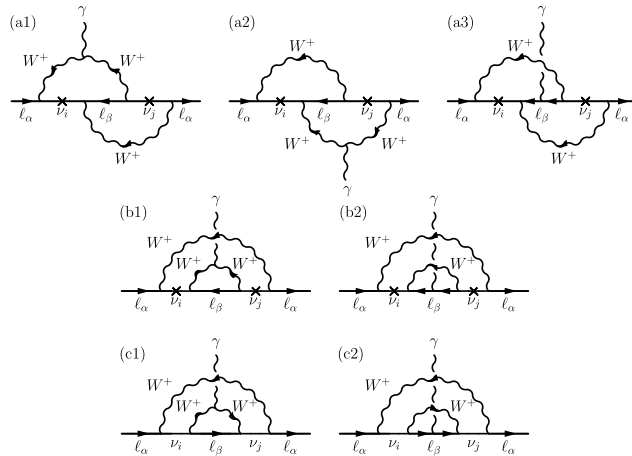 (a1) γ (a2) (a3) γ
W⁺ W⁺ W⁺ W⁺
ℓα νi ℓβ νj ℓα ℓα νi ℓβ νj ℓα ℓα νi ℓβ νj ℓα
W⁺ W⁺ W⁺ W⁺
γ
(b1) γ (b2) γ
W⁺ W⁺ W⁺ W⁺ W⁺
ℓα νi ℓβ νj ℓα ℓα νi ℓβ νj ℓα
(c1) γ (c2) γ
W⁺ W⁺ W⁺ W⁺ W⁺
ℓα νi ℓβ νj ℓα ℓα νi ℓβ νj ℓα